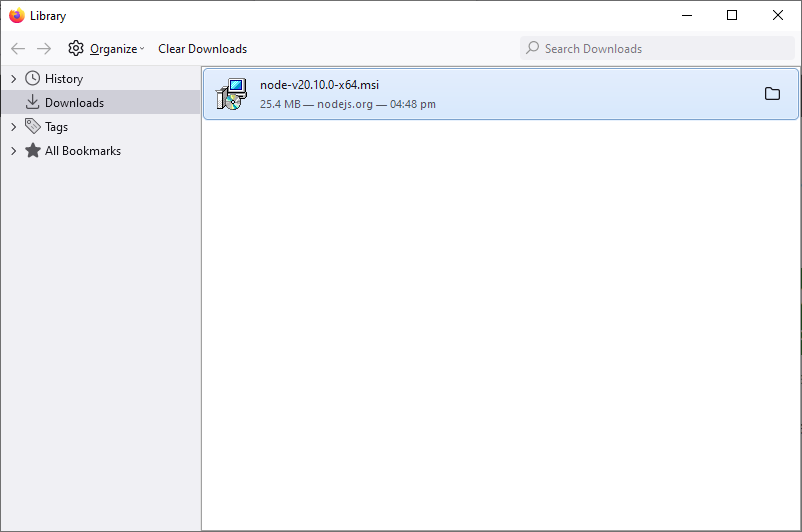 Library
Organize
Clear Downloads
Search Downloads
History
Downloads
Tags
All Bookmarks
node-v20.10.0-x64.msi
25.4 MB — nodejs.org — 04:48 pm